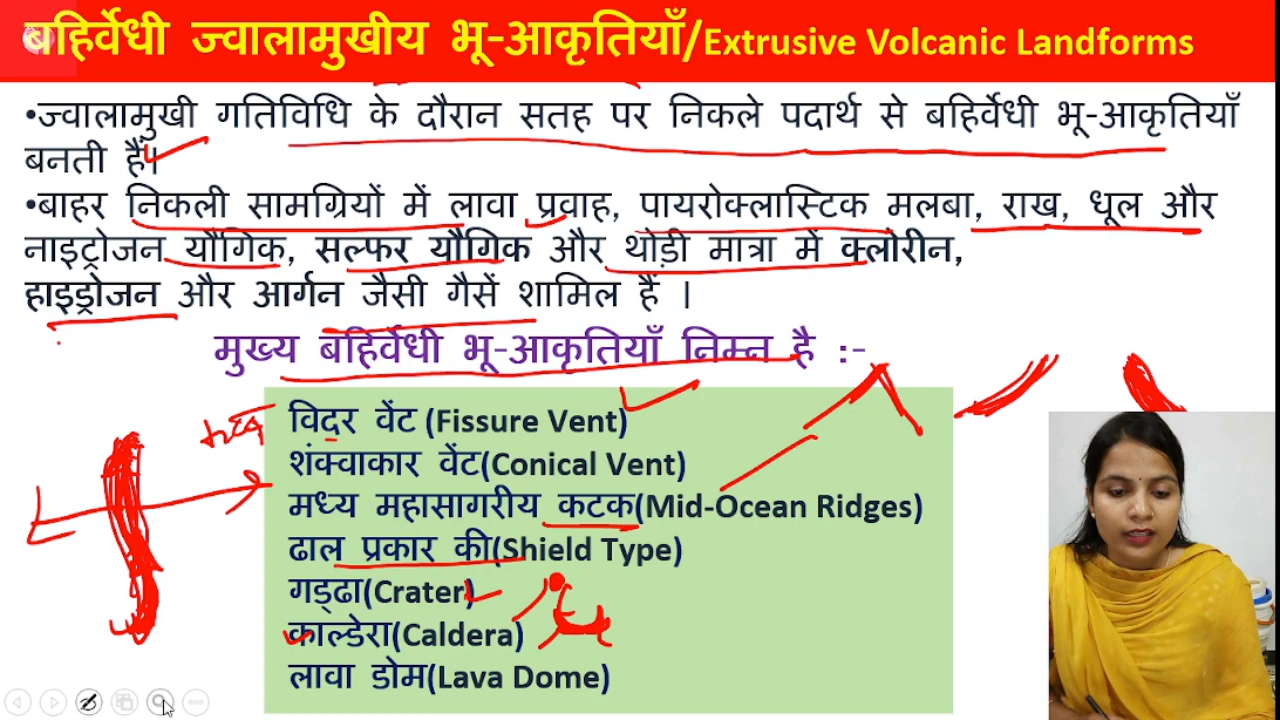 बहिर्वेधी ज्वालामुखीय भू-आकृतियाँ/Extrusive Volcanic Landforms
•ज्वालामुखी गतिविधि के दौरान सतह पर निकले पदार्थ से बहिर्वेधी भू-आकृतियाँ
बनती हैं।
•बाहर निकली सामग्रियों में लावा प्रवाह, पायरोक्लास्टिक मलबा, राख, धूल और
नाइट्रोजन यौगिक, सल्फर यौगिक और थोड़ी मात्रा में क्लोरीन,
हाइड्रोजन और आर्गन जैसी गैसें शामिल हैं ।
मुख्य बहिर्वेधी भू-आकृतियाँ निम्न है :-
विदर वेंट (Fissure Vent)
शंक्वाकार वेंट(Conical Vent)
मध्य महासागरीय कटक(Mid-Ocean Ridges)
ढाल प्रकार की(Shield Type)
गड्ढा(Crater)
काल्डेरा(Caldera)
लावा डोम(Lava Dome)